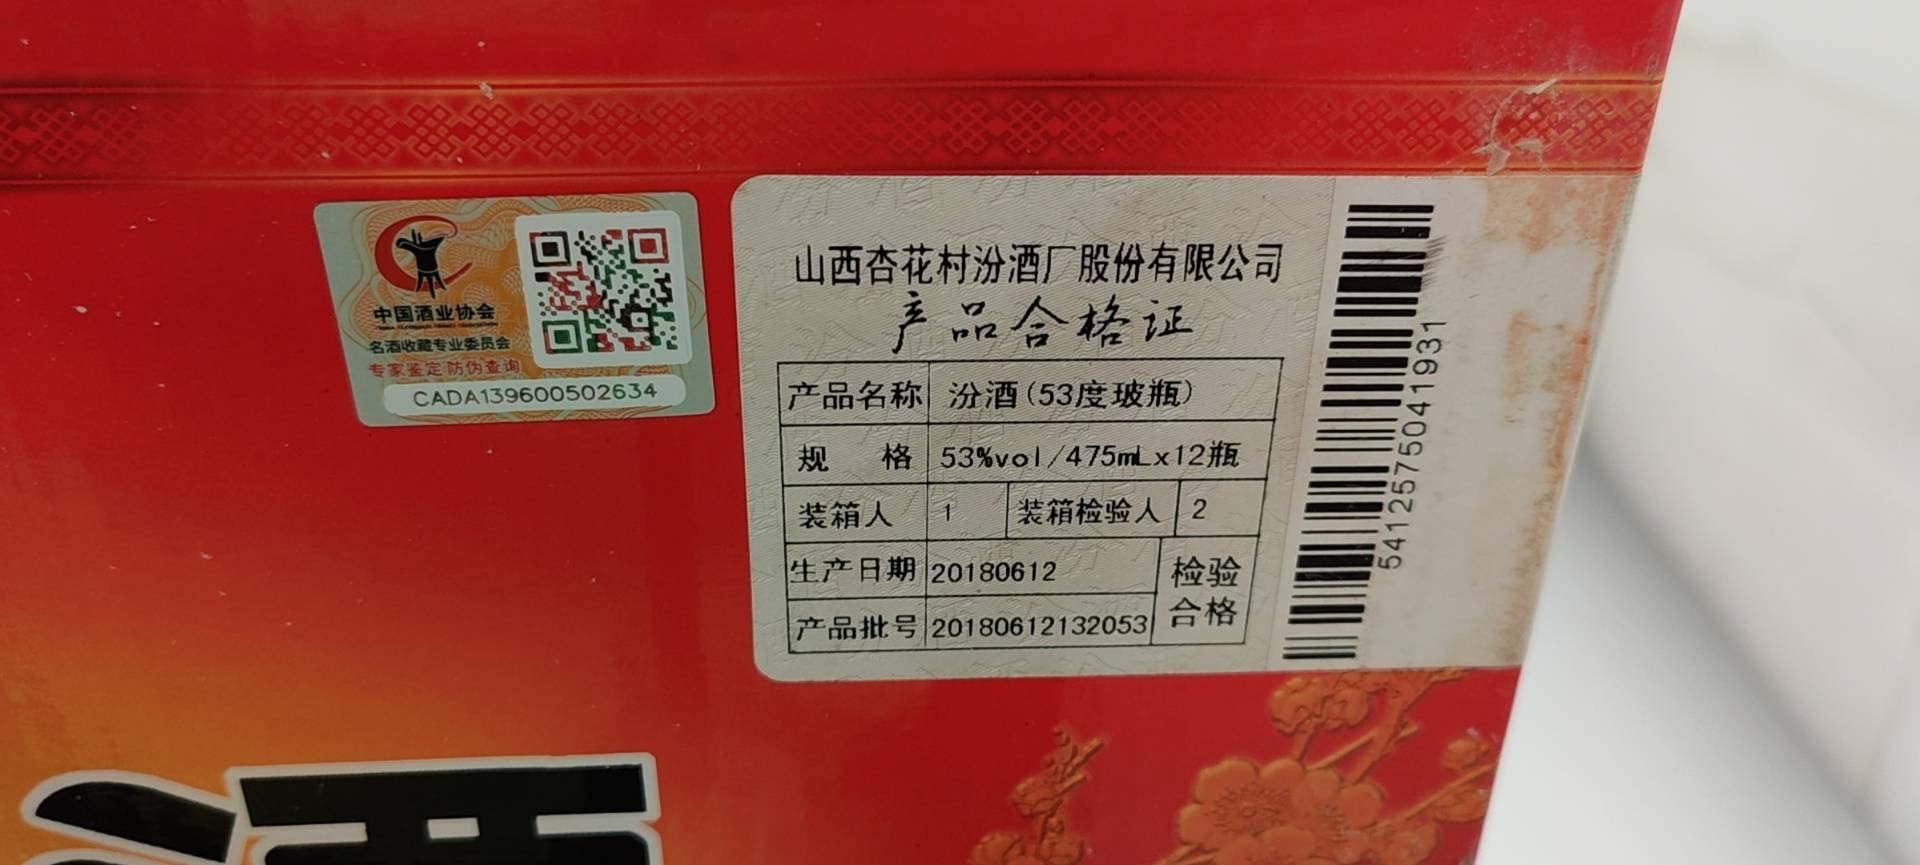 中国酒业协会
名酒收藏专业委员会
专家鉴定 防伪查询
CADA139600502634
山西杏花村汾酒厂股份有限公司
产品合格证
产品名称 汾酒(53度玻瓶)
规 格 53%vol/475mLx12瓶
装箱人 1 装箱检验人 2
生产日期 20180612
产品批号 20180612132053
检验
合格
5412575041931
酒